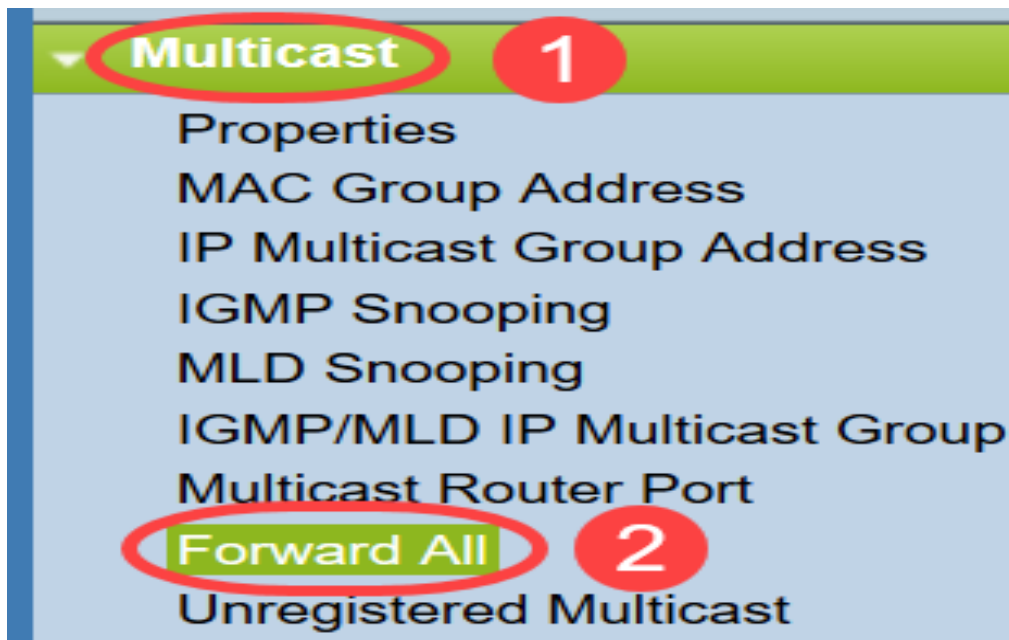 Multicast 1
Properties
MAC Group Address
IP Multicast Group Address
IGMP Snooping
MLD Snooping
IGMP/MLD IP Multicast Group
Multicast Router Port
Forward All 2
Unregistered Multicast